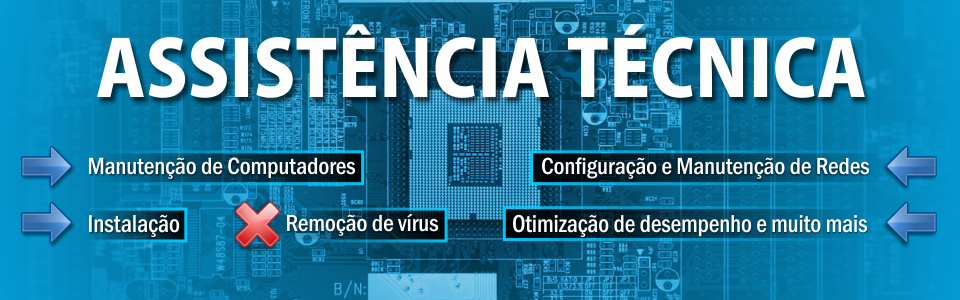 ASSISTÊNCIA TÉCNICA
Manutenção de Computadores
Configuração e Manutenção de Redes
Instalação
Remoção de vírus
Otimização de desempenho e muito mais
B/N: